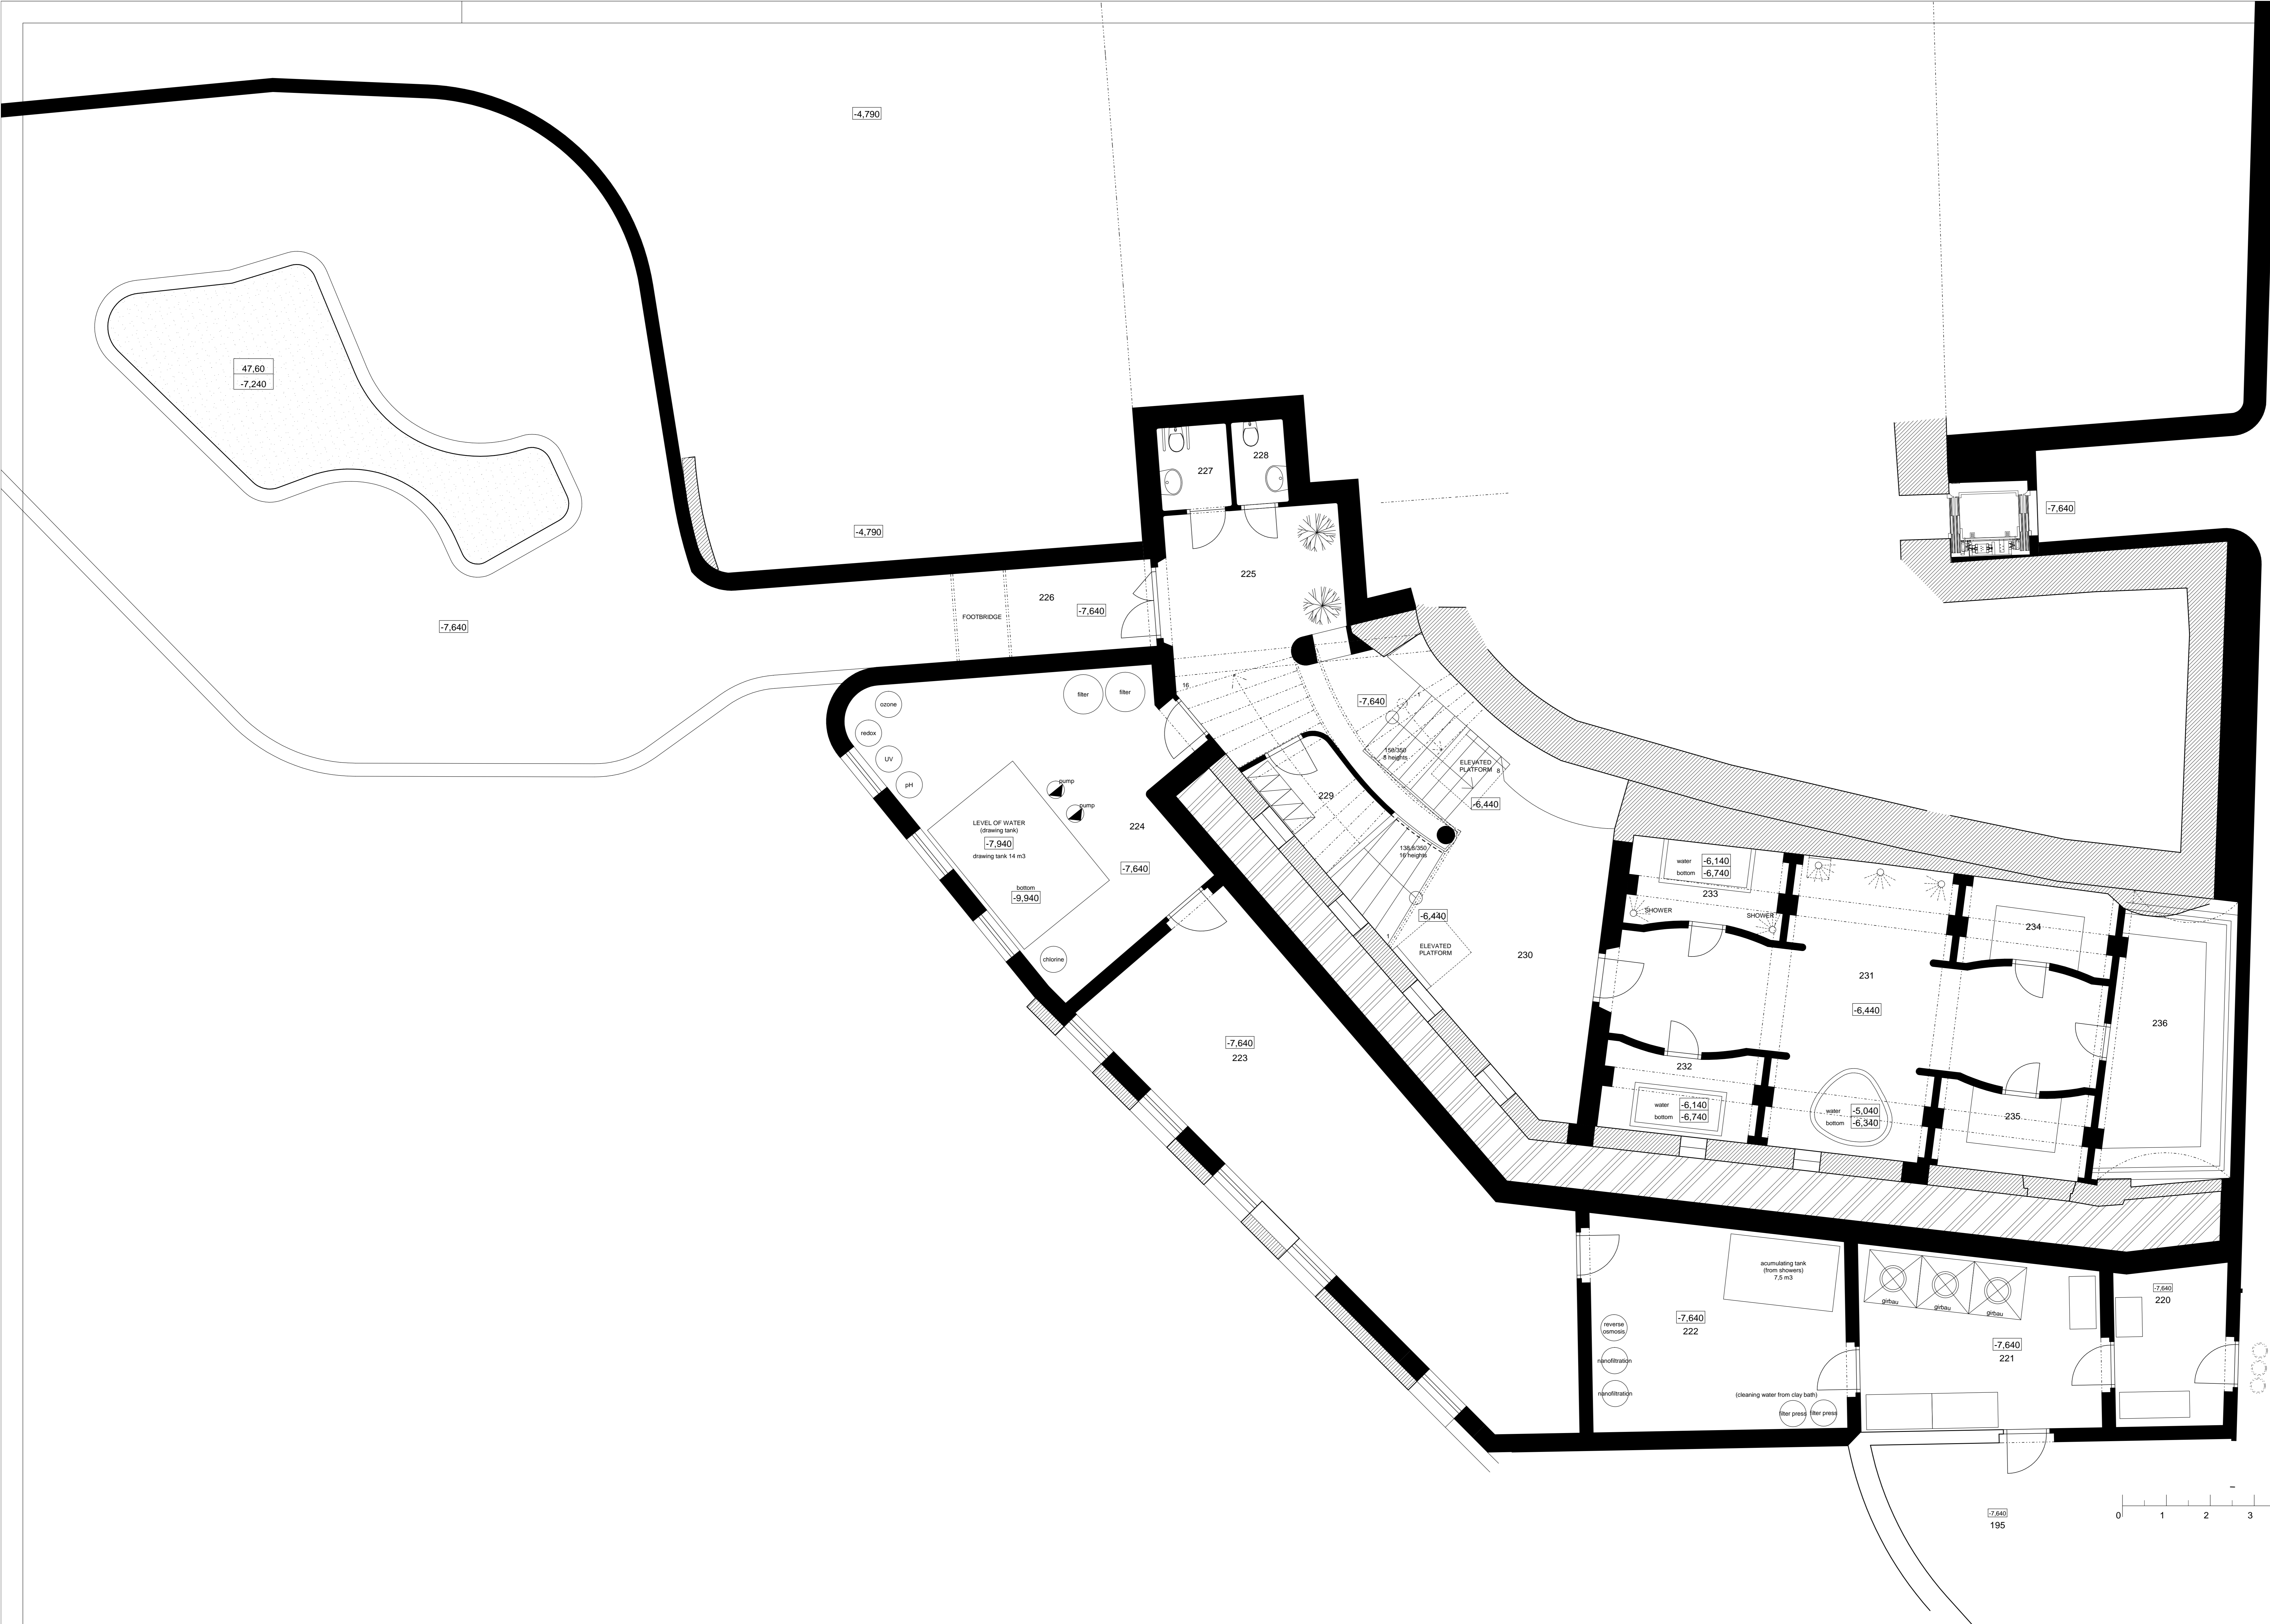 -4,790
47,60
-7,240
-4,790
-7,640
FOOTBRIDGE
226
-7,640
227
228
225
-7,640
16
ozone
redox
UV
pH
filter
filter
pump
pump
LEVEL OF WATER
(drawing tank)
-7,940
drawing tank 14 m3
bottom
-9,940
224
-7,640
chlorine
-7,640
1
156/350
8 heights
ELEVATED
PLATFORM
8
-6,440
229
138,8/350
16 heights
-6,440
1
ELEVATED
PLATFORM
230
water
-6,140
bottom
-6,740
233
SHOWER
SHOWER
234
231
-6,440
236
232
water
-6,140
bottom
-6,740
water
-5,040
bottom
-6,340
235
-7,640
223
acumulating tank
(from showers)
7,5 m3
-7,640
222
reverse
osmosis
nanofiltration
nanofiltration
(cleaning water from clay bath)
filter press
filter press
girbau
girbau
girbau
-7,640
221
-7,640
220
-7,640
195
0
1
2
3